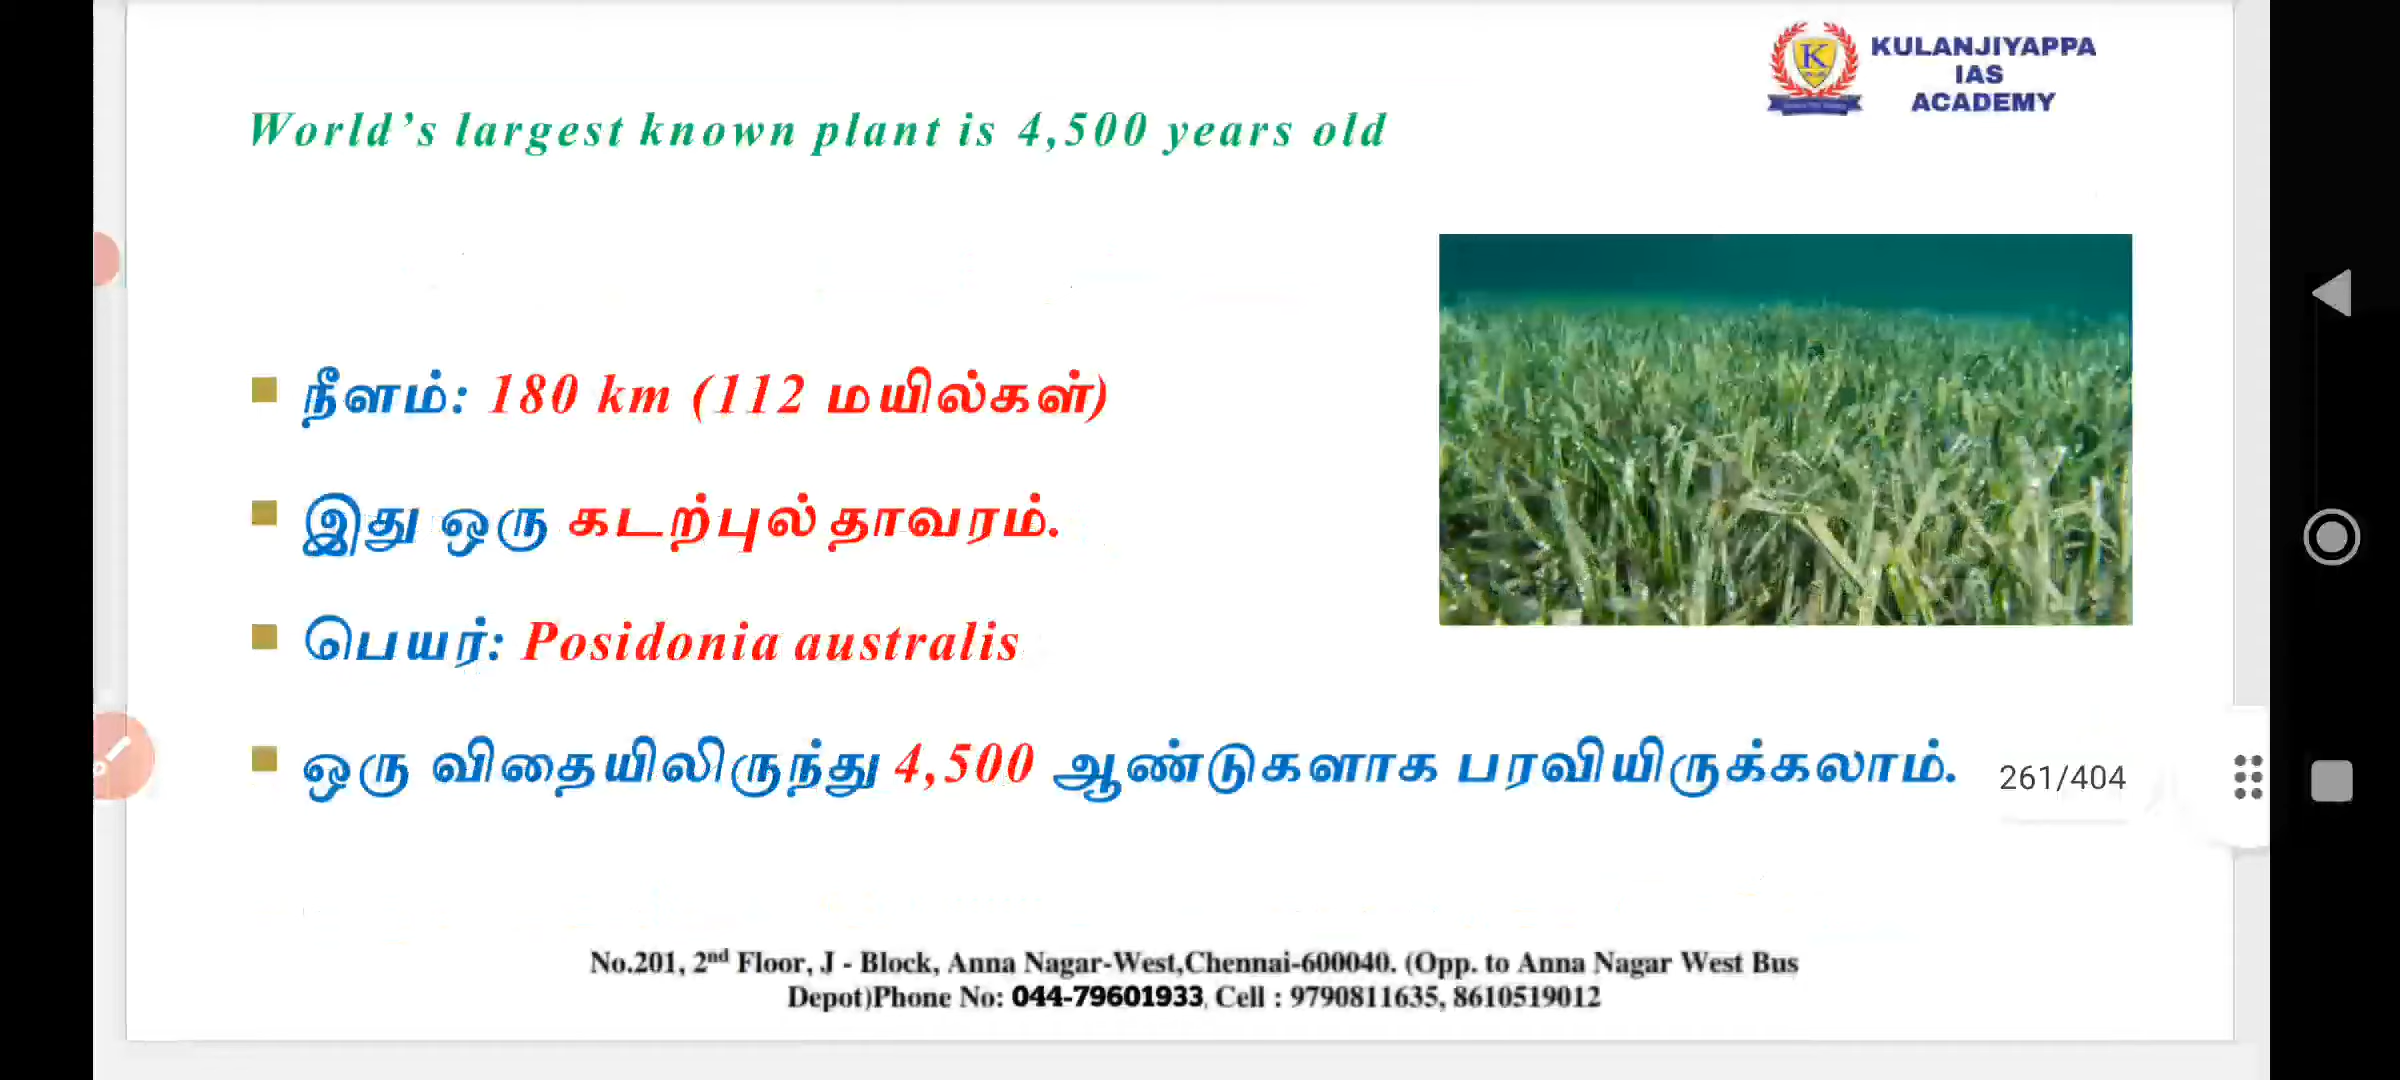 KULANJIYAPPA
IAS
ACADEMY
World’s largest known plant is 4,500 years old
நீளம்: 180 km (112 மயில்கள்)
இது ஒரு கடற்புல் தாவரம்.
பெயர்: Posidonia australis
ஒரு விதையிலிருந்து 4,500 ஆண்டுகளாக பரவியிருக்கலாம்.
261/404
No.201, 2nd Floor, J - Block, Anna Nagar-West,Chennai-600040. (Opp. to Anna Nagar West Bus
Depot)Phone No: 044-79601933, Cell : 9790811635, 8610519012